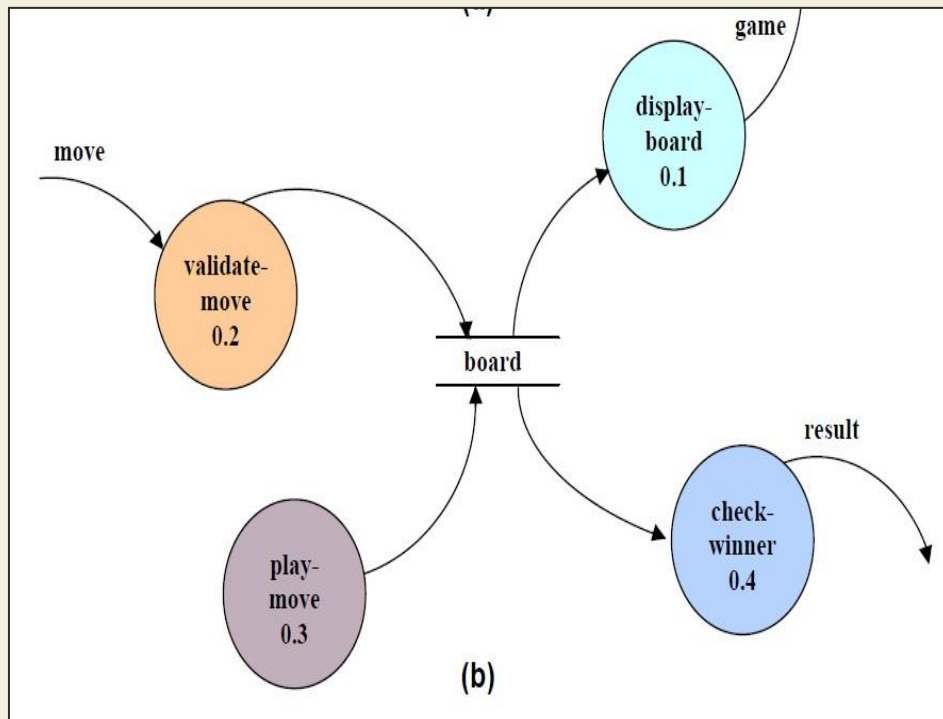 game
display-
board
0.1
move
validate-
move
0.2
board
result
check-
winner
0.4
play-
move
0.3
(b)